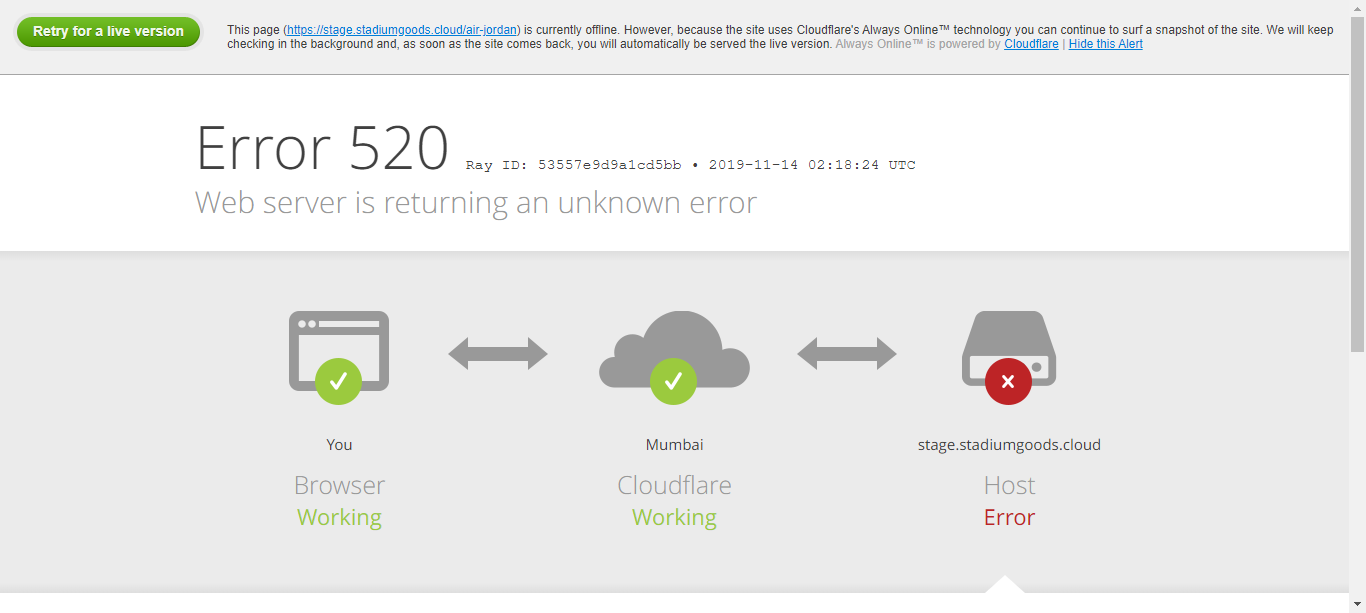 Retry for a live version
This page (https://stage.stadiumgoods.cloud/air-jordan) is currently offline. However, because the site uses Cloudflare's Always Online™ technology you can continue to surf a snapshot of the site. We will keep
checking in the background and, as soon as the site comes back, you will automatically be served the live version. Always Online™ is powered by Cloudflare | Hide this Alert
Error 520 Ray ID: 53557e9d9a1cd5bb • 2019-11-14 02:18:24 UTC
Web server is returning an unknown error
You
Browser
Working
Mumbai
Cloudflare
Working
stage.stadiumgoods.cloud
Host
Error